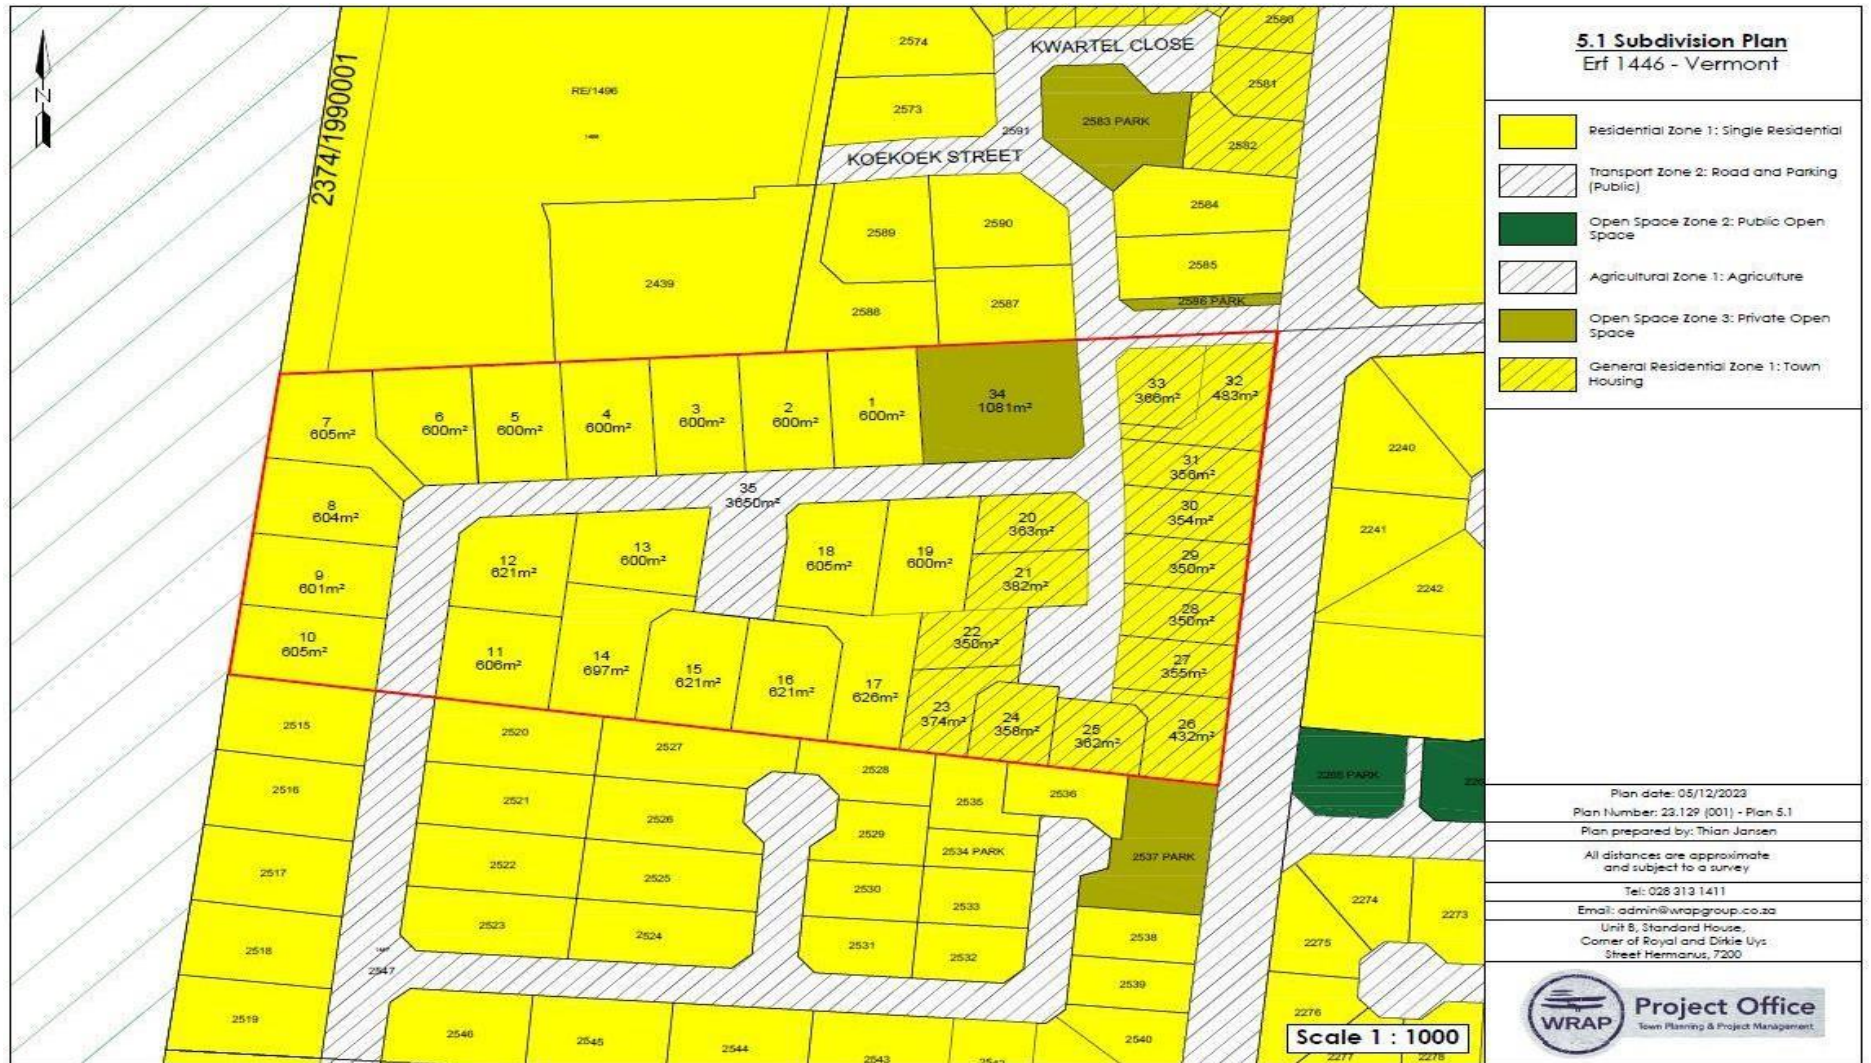 N
2374/1990001
RE/1496
2574
2573
KWARTEL CLOSE
2580
2581
2582
2583 PARK
2591
KOEKOEK STREET
2584
2585
2586 PARK
2589
2590
2587
2588
2439
7
605m²
6
600m²
5
600m²
4
600m²
3
600m²
2
600m²
1
600m²
34
1081m²
33
366m²
32
483m²
31
356m²
30
354m²
29
350m²
28
350m²
27
355m²
26
432m²
35
3650m²
8
604m²
9
601m²
10
605m²
12
621m²
13
600m²
18
605m²
19
600m²
20
363m²
21
382m²
11
606m²
14
697m²
15
621m²
16
621m²
17
626m²
22
350m²
23
374m²
24
358m²
25
362m²
2240
2241
2242
2515
2516
2517
2518
2519
2520
2521
2522
2523
2527
2526
2525
2524
2528
2529
2530
2531
2535
2534 PARK
2533
2532
2536
2537 PARK
2538
2539
2540
2547
2546
2545
2544
2543
2265 PARK
2274
2273
2275
2276
2277
2278
Scale 1 : 1000
5.1 Subdivision Plan
Erf 1446 - Vermont
Residential Zone 1: Single Residential
Transport Zone 2: Road and Parking
(Public)
Open Space Zone 2: Public Open
Space
Agricultural Zone 1: Agriculture
Open Space Zone 3: Private Open
Space
General Residential Zone 1: Town
Housing
Plan date: 05/12/2023
Plan Number: 23.129 (001) - Plan 5.1
Plan prepared by: Thian Jansen
All distances are approximate
and subject to a survey
Tel: 028 313 1411
Email: admin@wrapgroup.co.za
Unit B, Standard House,
Corner of Royal and Dirkie Uys
Street Hermanus, 7200
WRAP
Project Office
Town Planning & Project Management